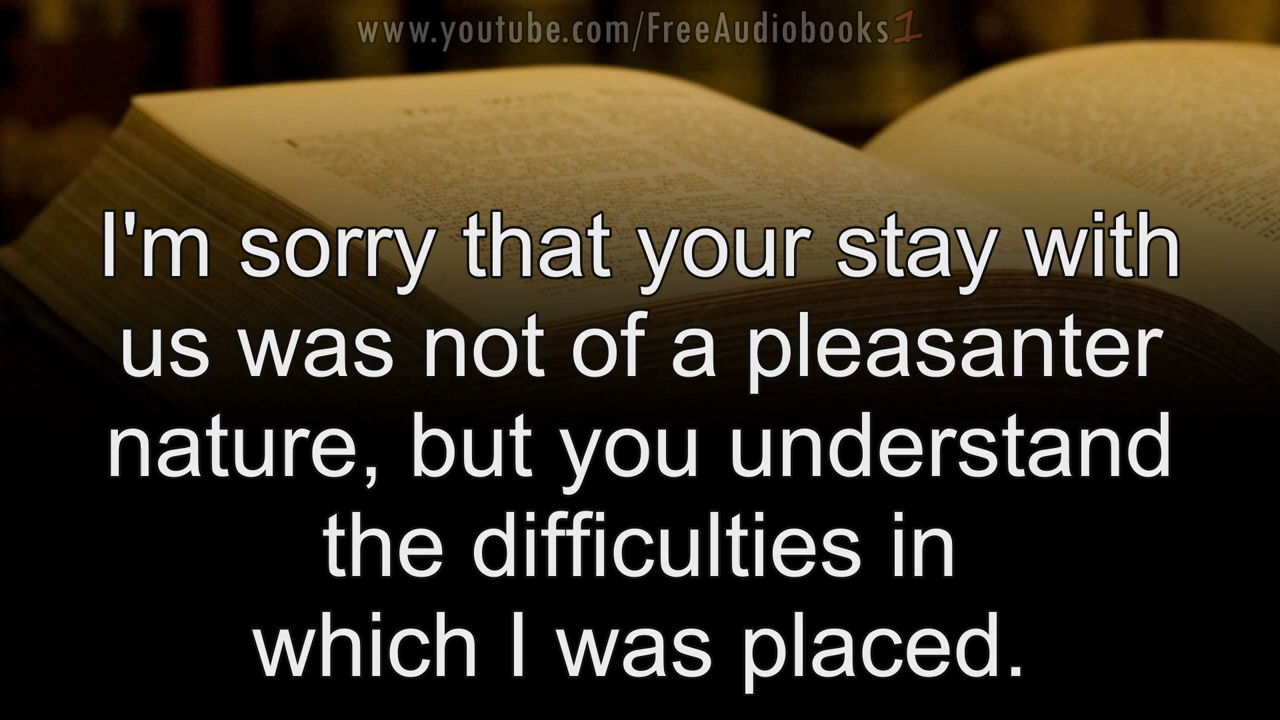 www.youtube.com/FreeAudiobooks1
I'm sorry that your stay with
us was not of a pleasanter
nature, but you understand
the difficulties in
which I was placed.